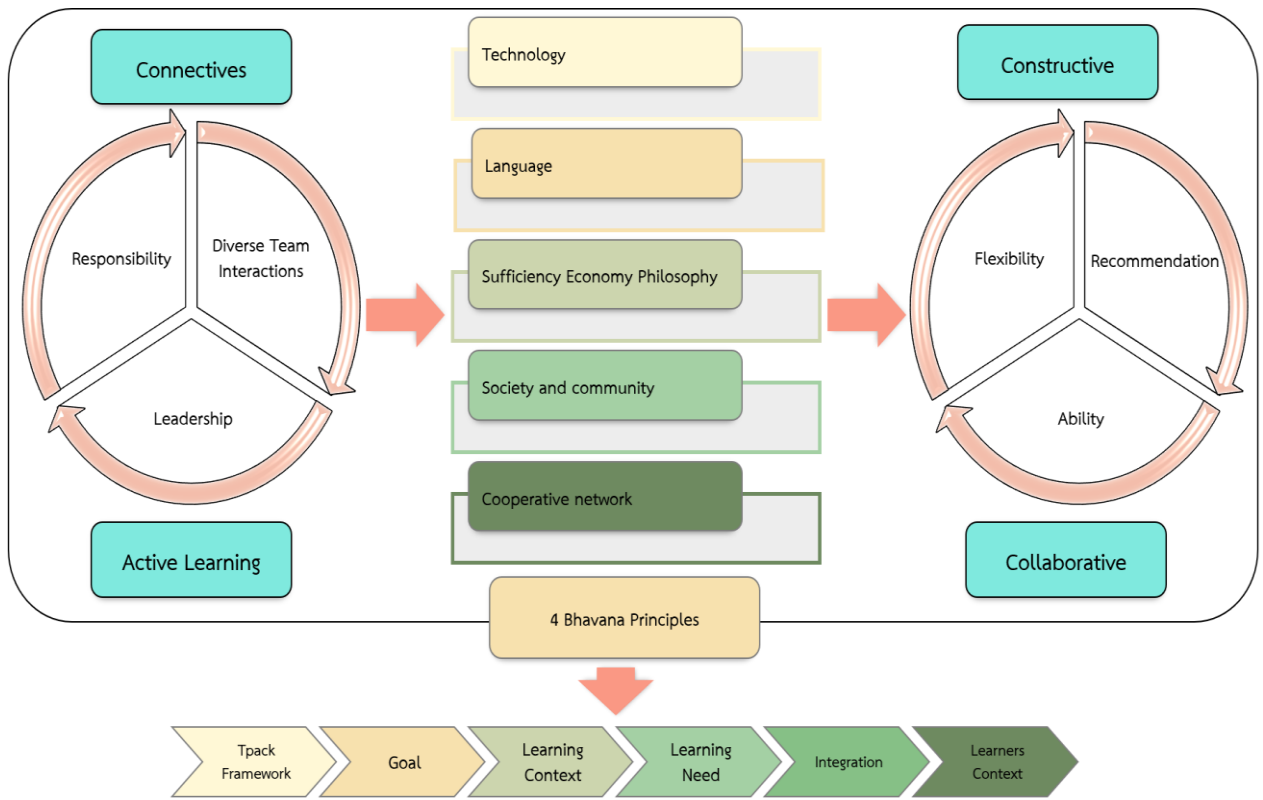 Connectives
Responsibility
Diverse Team
Interactions
Leadership
Active Learning
Technology
Language
Sufficiency Economy Philosophy
Society and community
Cooperative network
4 Bhavana Principles
Constructive
Flexibility
Recommendation
Ability
Collaborative
Tpack
Framework
Goal
Learning
Context
Learning
Need
Integration
Learners
Context